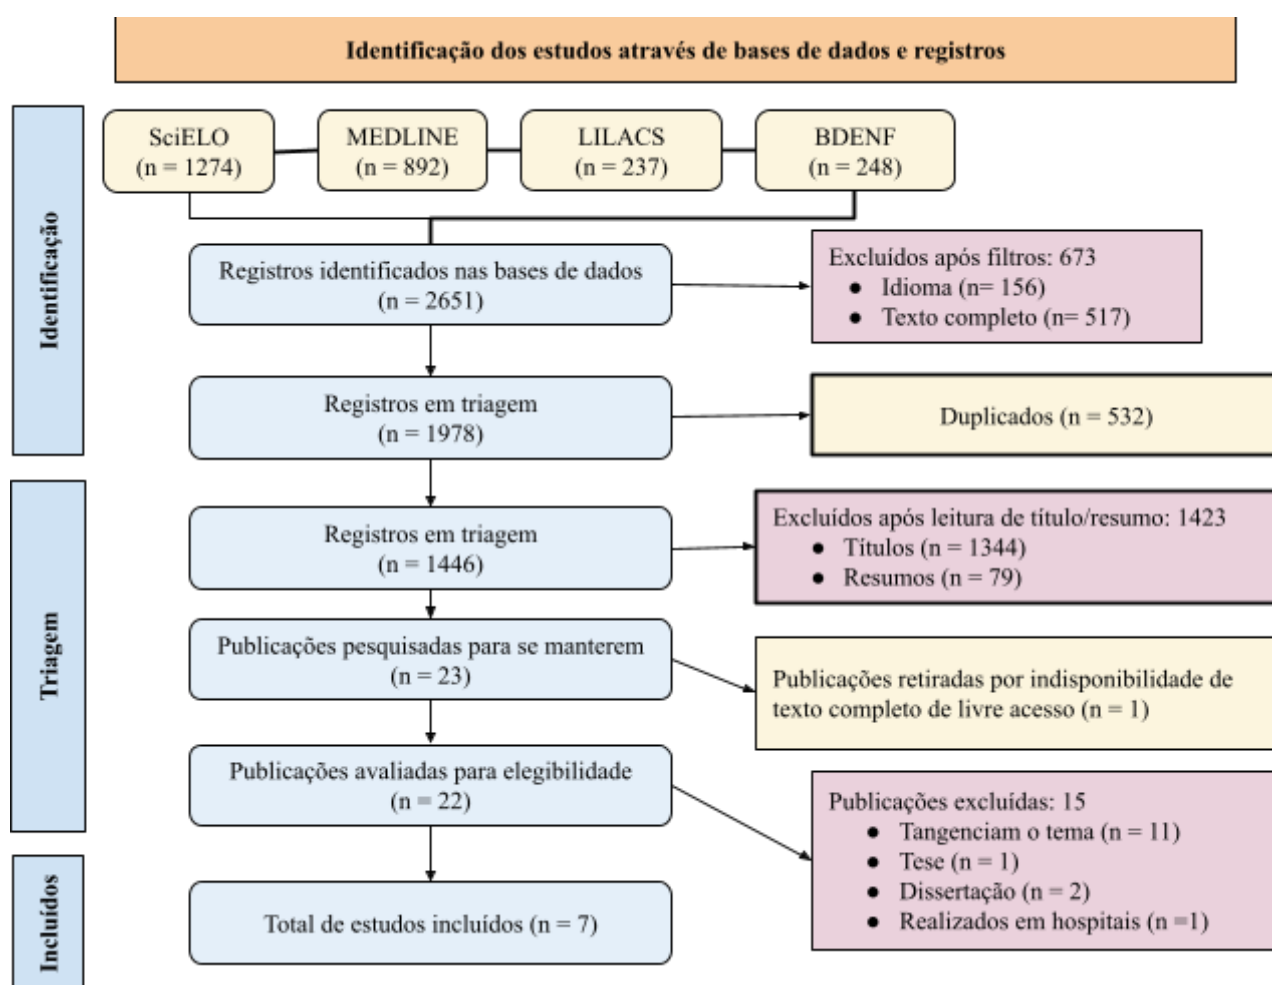 Identificação dos estudos através de bases de dados e registros
Identificação
SciELO
(n = 1274)
MEDLINE
(n = 892)
LILACS
(n = 237)
BDENF
(n = 248)
Registros identificados nas bases de dados
(n = 2651)
Excluídos após filtros: 673
● Idioma (n= 156)
● Texto completo (n= 517)
Registros em triagem
(n = 1978)
Duplicados (n = 532)
Triagem
Registros em triagem
(n = 1446)
Excluídos após leitura de título/resumo: 1423
● Títulos (n = 1344)
● Resumos (n = 79)
Publicações pesquisadas para se manterem
(n = 23)
Publicações retiradas por indisponibilidade de
texto completo de livre acesso (n = 1)
Publicações avaliadas para elegibilidade
(n = 22)
Publicações excluídas: 15
● Tangenciam o tema (n = 11)
● Tese (n = 1)
● Dissertação (n = 2)
● Realizados em hospitais (n =1)
Incluídos
Total de estudos incluídos (n = 7)